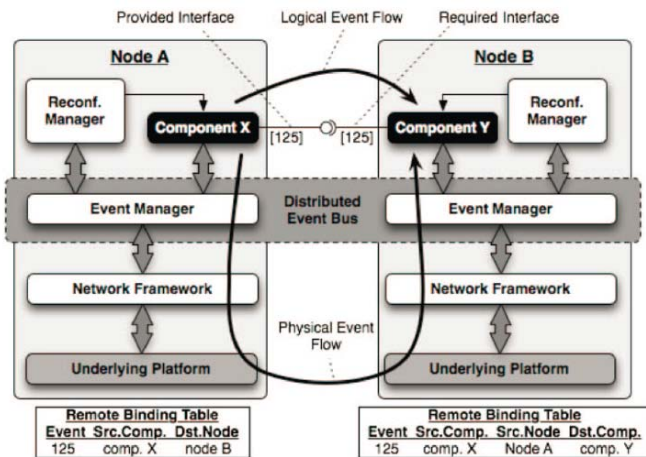 Provided Interface
Logical Event Flow
Required Interface
Node A
Node B
Reconf.
Manager
Component X
[125]
[125]
Component Y
Reconf.
Manager
Event Manager
Distributed
Event Bus
Event Manager
Network Framework
Network Framework
Physical Event
Flow
Underlying Platform
Underlying Platform
Remote Binding Table
Event Src.Comp. Dst.Node
125 comp. X node B
Remote Binding Table
Event Src.Comp. Src.Node Dst.Comp.
125 comp. X Node A comp. Y